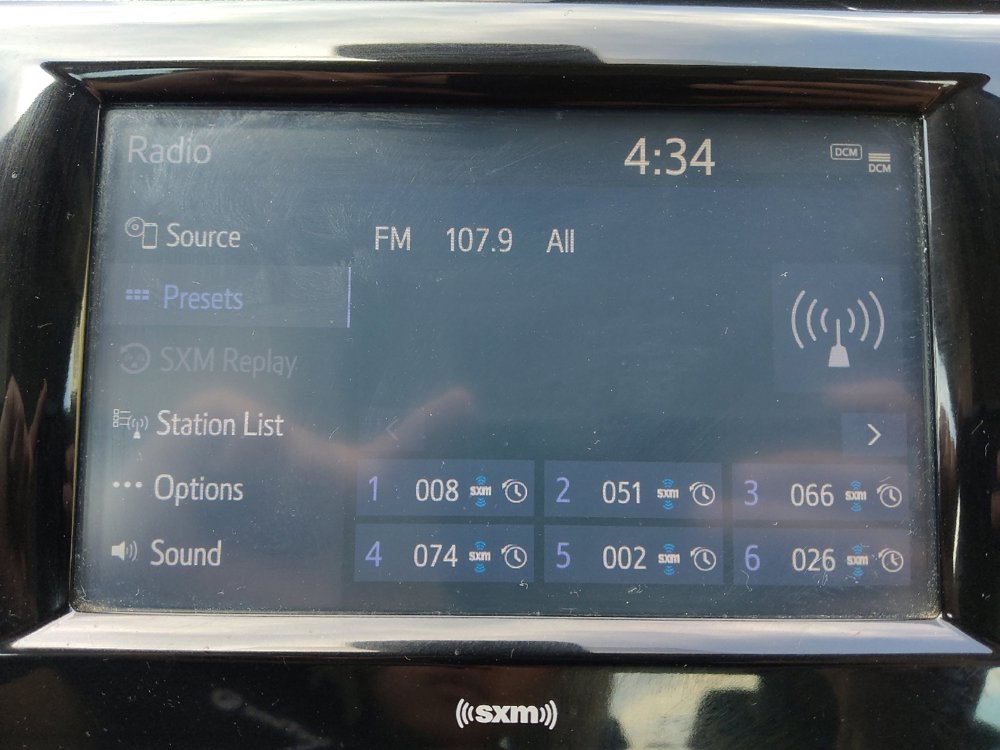 Radio 4:34 DCM
DCM
Source
FM 107.9 All
Presets
SXM Replay
Station List
Options
Sound
1 008 sxm 2 051 sxm 3 066 sxm
4 074 sxm 5 002 sxm 6 026 sxm
sxm